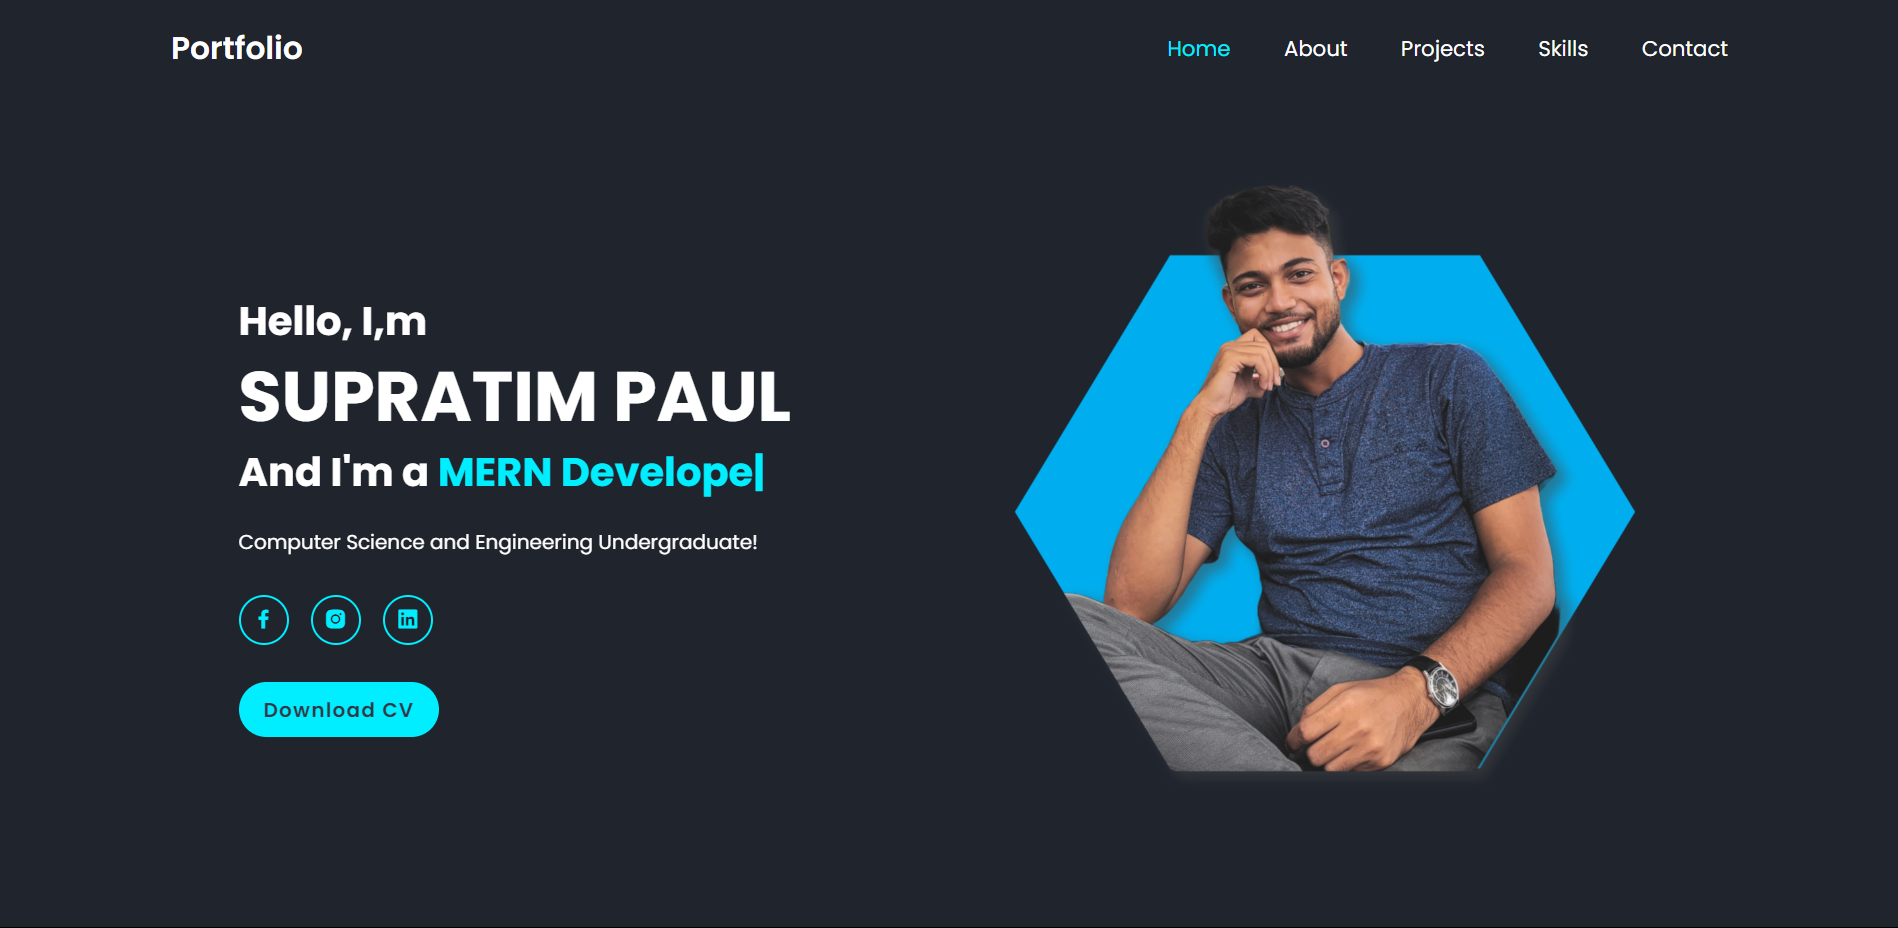 Portfolio
Home About Projects Skills Contact
Hello, I,m
SUPRATIM PAUL
And I'm a MERN Develope|
Computer Science and Engineering Undergraduate!
Download CV